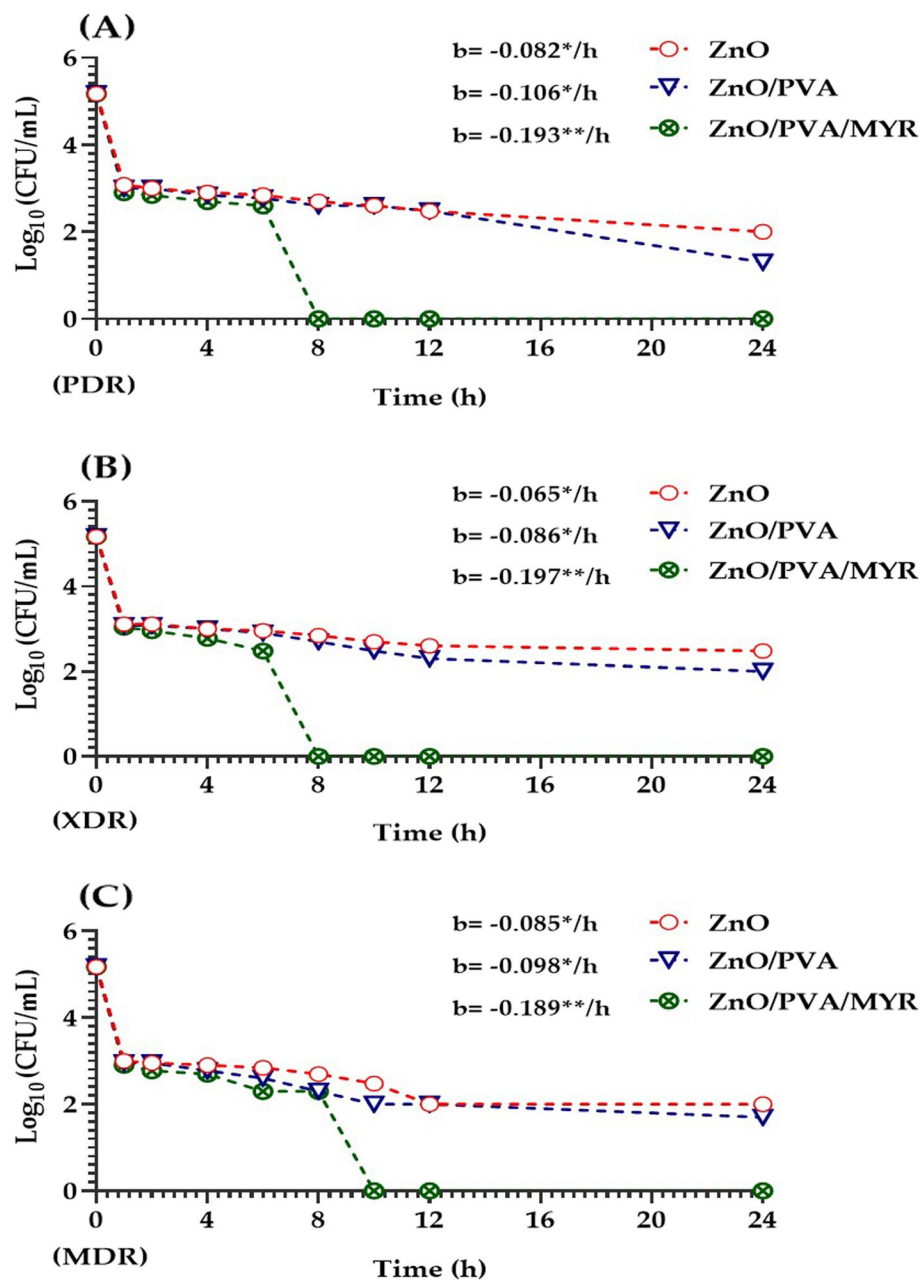 (A)
b= -0.082*/h ZnO
b= -0.106*/h ZnO/PVA
b= -0.193**/h ZnO/PVA/MYR
Log10 (CFU/mL)
6
4
2
0
0 4 8 12 16 20 24
(PDR) Time (h)
(B)
b= -0.065*/h ZnO
b= -0.086*/h ZnO/PVA
b= -0.197**/h ZnO/PVA/MYR
Log10 (CFU/mL)
6
4
2
0
0 4 8 12 16 20 24
(XDR) Time (h)
(C)
b= -0.085*/h ZnO
b= -0.098*/h ZnO/PVA
b= -0.189**/h ZnO/PVA/MYR
Log10 (CFU/mL)
6
4
2
0
0 4 8 12 16 20 24
(MDR) Time (h)